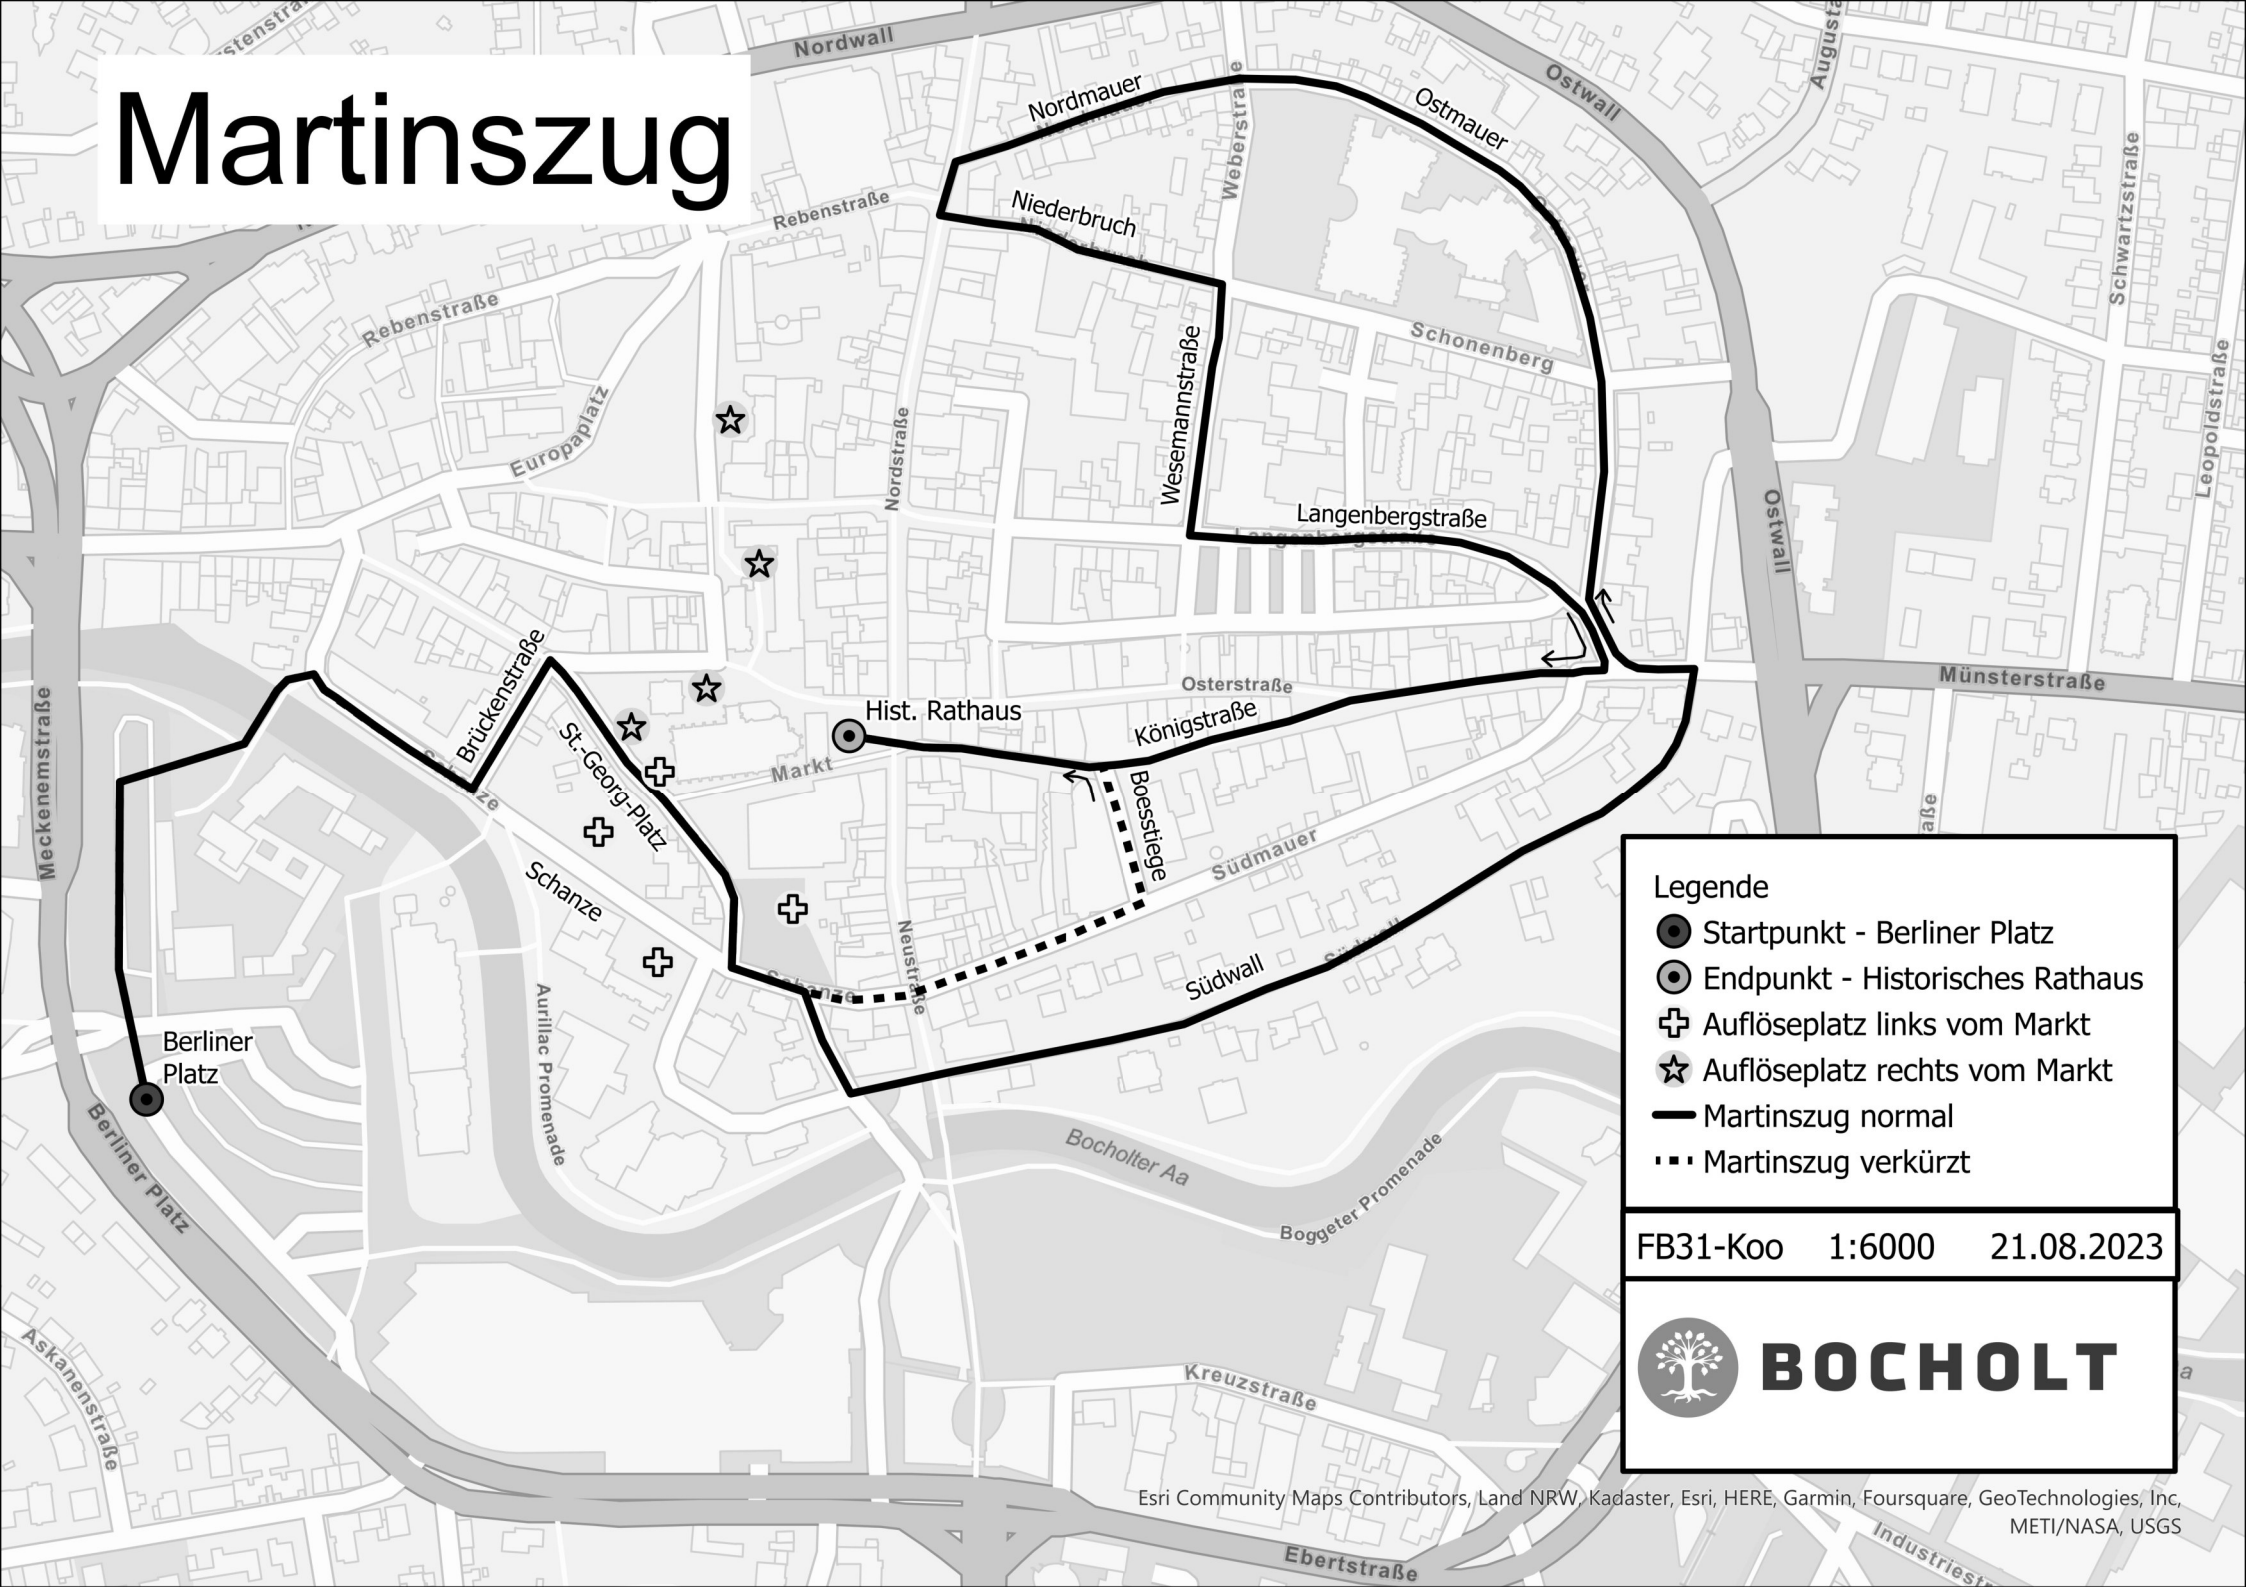 Martinszug
Nordwall
Nordmauer
Ostmauer
Ostwall
Weberstraße
Schwartzstraße
Rebenstraße
Niederbruch
Rebenstraße
Schonenberg
Leopoldstraße
Wesemannstraße
Europaplatz
Nordstraße
Langenbergstraße
Langenbergstraße
Ostwall
Brückenstraße
Osterstraße
Münsterstraße
Hist. Rathaus
Königstraße
St.-Georg-Platz
Markt
Meckenemstraße
Boesstiege
Südmauer
Schanze
Neustraße
Südwall
Südwall
Schanze
Aurillac Promenade
Berliner
Platz
Berliner Platz
Bocholter Aa
Boggeter Promenade
Askanenstraße
Kreuzstraße
Ebertstraße
Legende
Startpunkt - Berliner Platz
Endpunkt - Historisches Rathaus
Auflöseplatz links vom Markt
Auflöseplatz rechts vom Markt
Martinszug normal
Martinszug verkürzt
FB31-Koo 1:6000 21.08.2023
BOCHOLT
Esri Community Maps Contributors, Land NRW, Kadaster, Esri, HERE, Garmin, Foursquare, GeoTechnologies, Inc,
METI/NASA, USGS